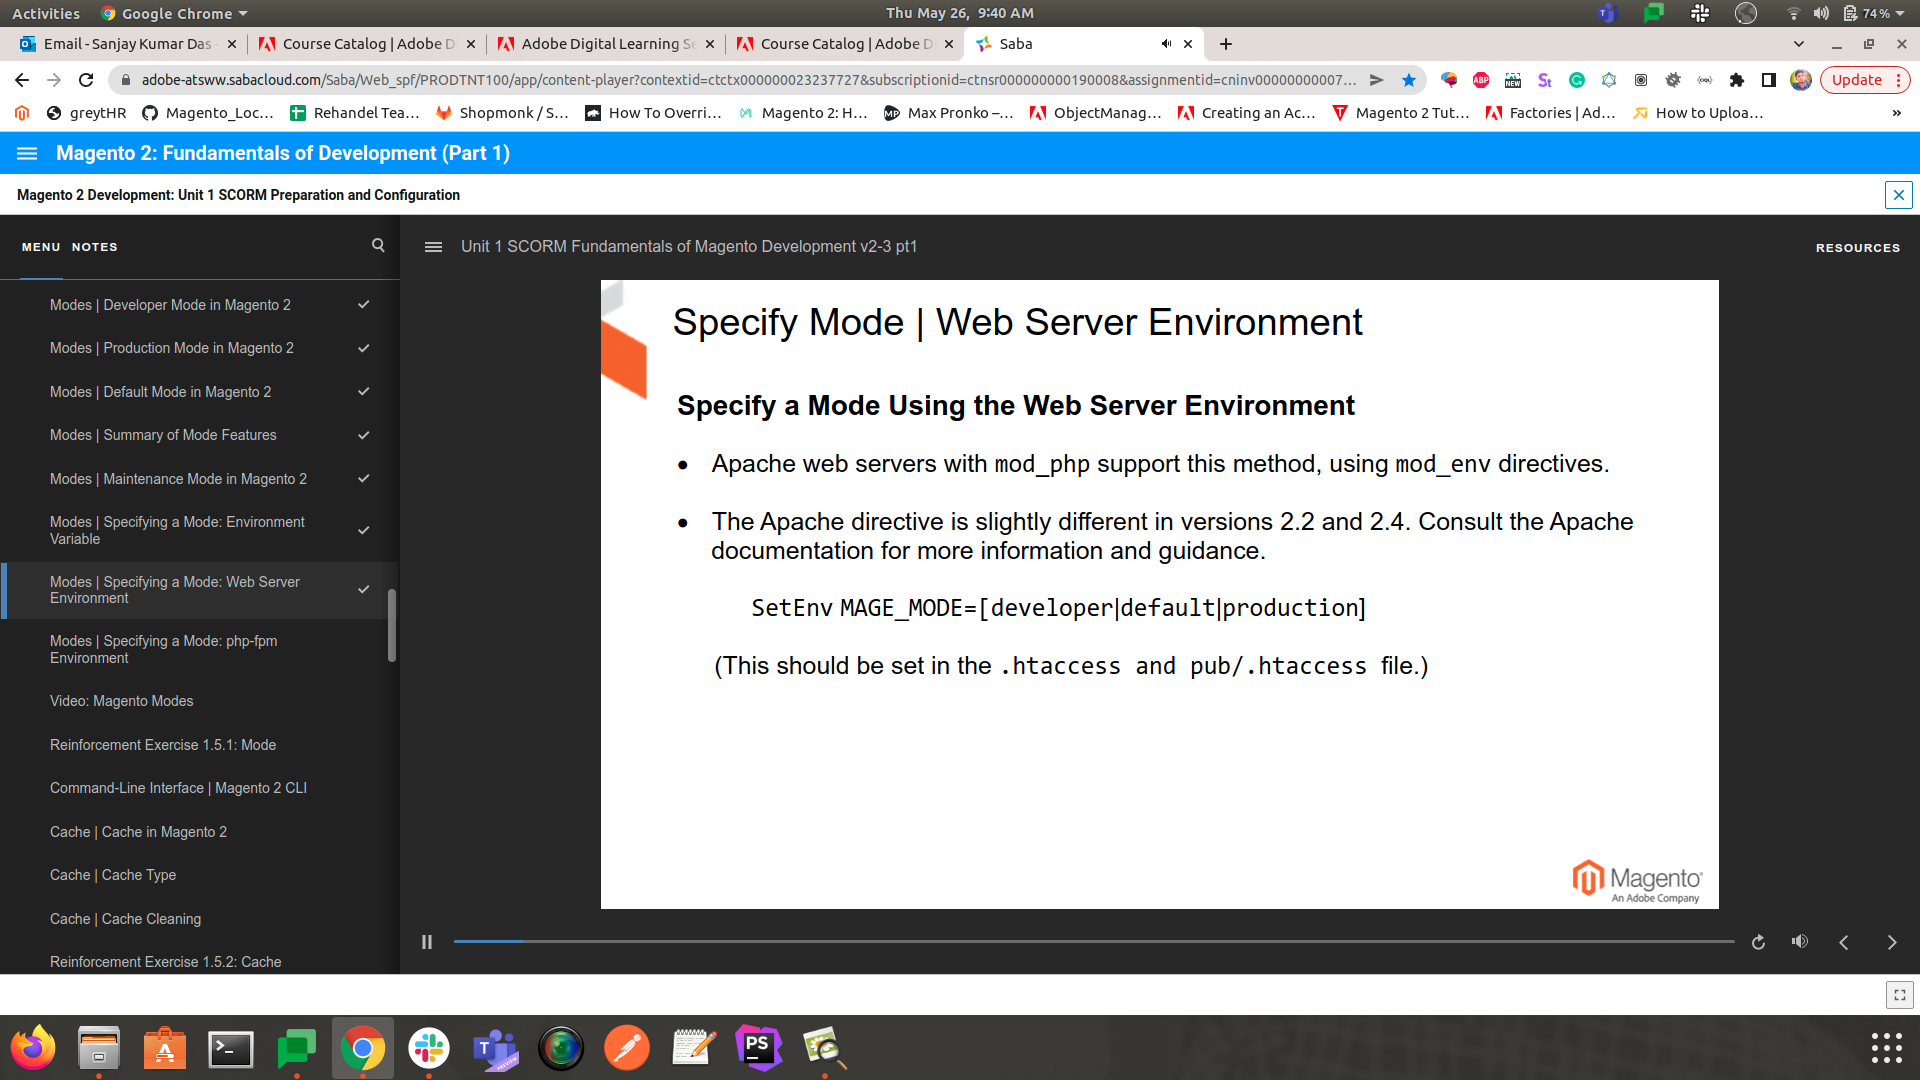 Activities
Google Chrome
Thu May 26, 9:40 AM
74 %
Email - Sanjay Kumar Das
Course Catalog | Adobe D
Adobe Digital Learning Se
Course Catalog | Adobe D
Saba
adobe-atsww.sabacloud.com/Saba/Web_spf/PRODTNT100/app/content-player?contextid=ctctx000000023237727&subscriptionid=ctnsr000000000190008&assignmentid=cninv00000000007...
ABP
NEW
St
Update
greytHR
Magento_Loc...
Rehandel Tea...
Shopmonk / S...
How To Overri...
Magento 2: H...
Max Pronko –...
ObjectManag...
Creating an Ac...
Magento 2 Tut...
Factories | Ad...
How to Uploa...
»
Magento 2: Fundamentals of Development (Part 1)
Magento 2 Development: Unit 1 SCORM Preparation and Configuration
MENU
NOTES
Unit 1 SCORM Fundamentals of Magento Development v2-3 pt1
RESOURCES
Modes | Developer Mode in Magento 2
Modes | Production Mode in Magento 2
Modes | Default Mode in Magento 2
Modes | Summary of Mode Features
Modes | Maintenance Mode in Magento 2
Modes | Specifying a Mode: Environment
Variable
Modes | Specifying a Mode: Web Server
Environment
Modes | Specifying a Mode: php-fpm
Environment
Video: Magento Modes
Reinforcement Exercise 1.5.1: Mode
Command-Line Interface | Magento 2 CLI
Cache | Cache in Magento 2
Cache | Cache Type
Cache | Cache Cleaning
Reinforcement Exercise 1.5.2: Cache
Specify Mode | Web Server Environment
Specify a Mode Using the Web Server Environment
• Apache web servers with mod_php support this method, using mod_env directives.
• The Apache directive is slightly different in versions 2.2 and 2.4. Consult the Apache
documentation for more information and guidance.
SetEnv MAGE_MODE=[developer|default|production]
(This should be set in the .htaccess and pub/.htaccess file.)
Magento
An Adobe Company
PS